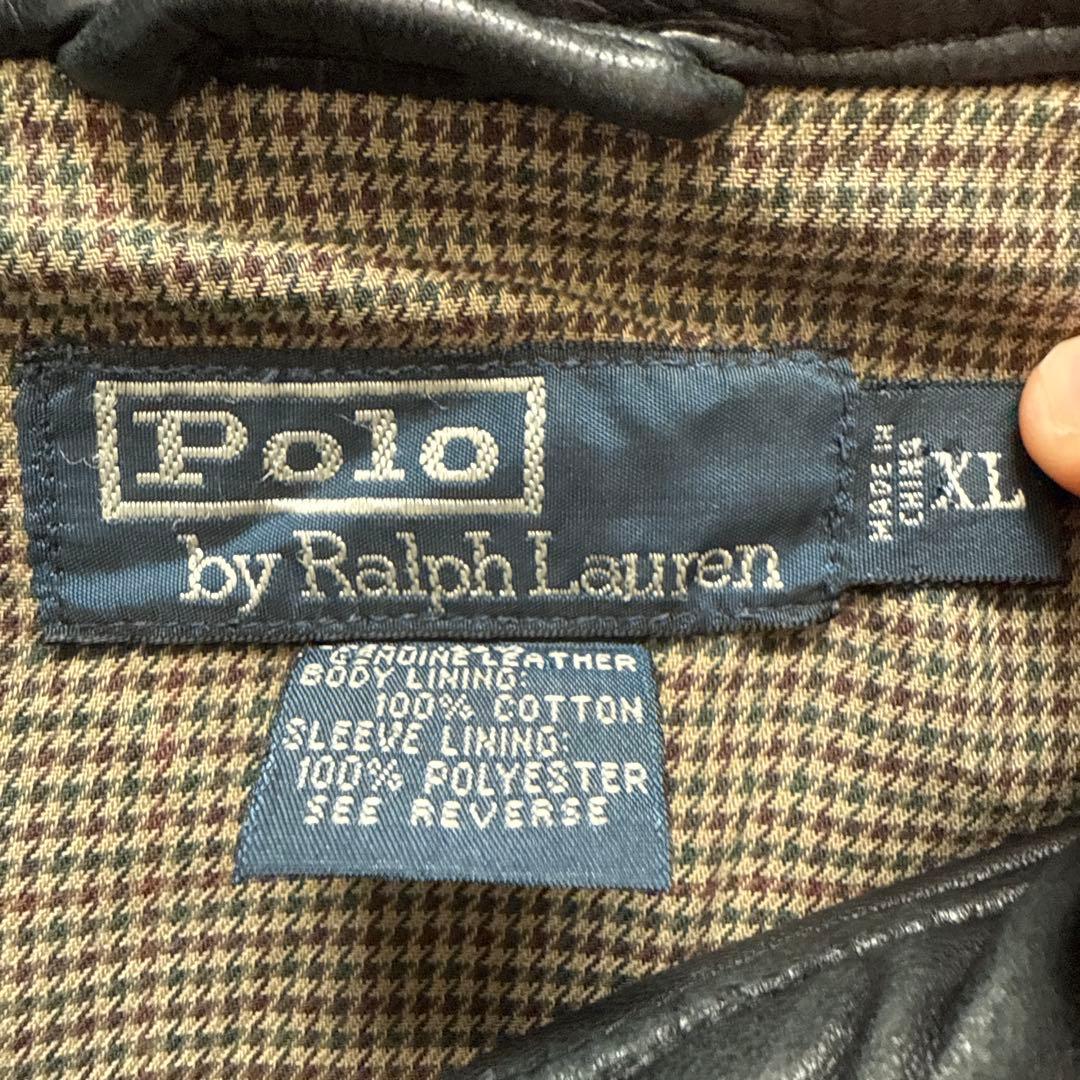 Polo
by Ralph Lauren
MADE IN
CHINA
XL
GENUINE LEATHER
BODY LINING:
100% COTTON
SLEEVE LINING:
100% POLYESTER
SEE REVERSE